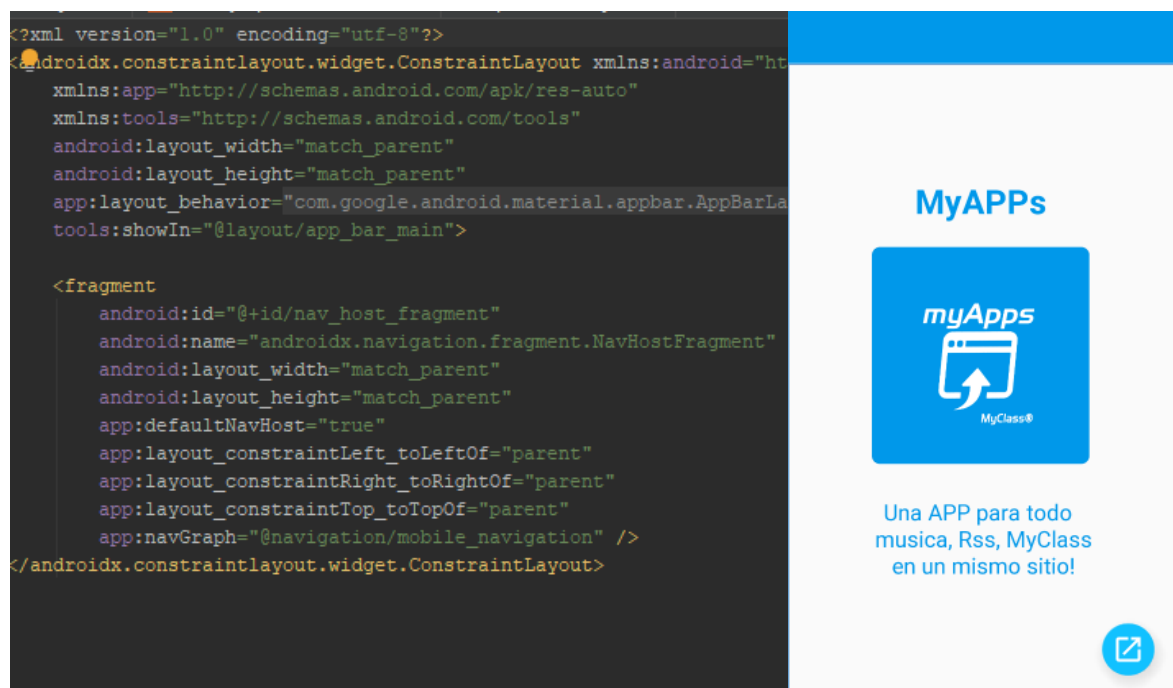 <?xml version="1.0" encoding="utf-8"?>
<androidx.constraintlayout.widget.ConstraintLayout xmlns:android="ht
xmlns:app="http://schemas.android.com/apk/res-auto"
xmlns:tools="http://schemas.android.com/tools"
android:layout_width="match_parent"
android:layout_height="match_parent"
app:layout_behavior="com.google.android.material.appbar.AppBarLa
tools:showIn="@layout/app_bar_main">
<fragment
android:id="@+id/nav_host_fragment"
android:name="androidx.navigation.fragment.NavHostFragment"
android:layout_width="match_parent"
android:layout_height="match_parent"
app:defaultNavHost="true"
app:layout_constraintLeft_toLeftOf="parent"
app:layout_constraintRight_toRightOf="parent"
app:layout_constraintTop_toTopOf="parent"
app:navGraph="@navigation/mobile_navigation" />
</androidx.constraintlayout.widget.ConstraintLayout>
MyAPPs
myApps
MyClass®
Una APP para todo
musica, Rss, MyClass
en un mismo sitio!